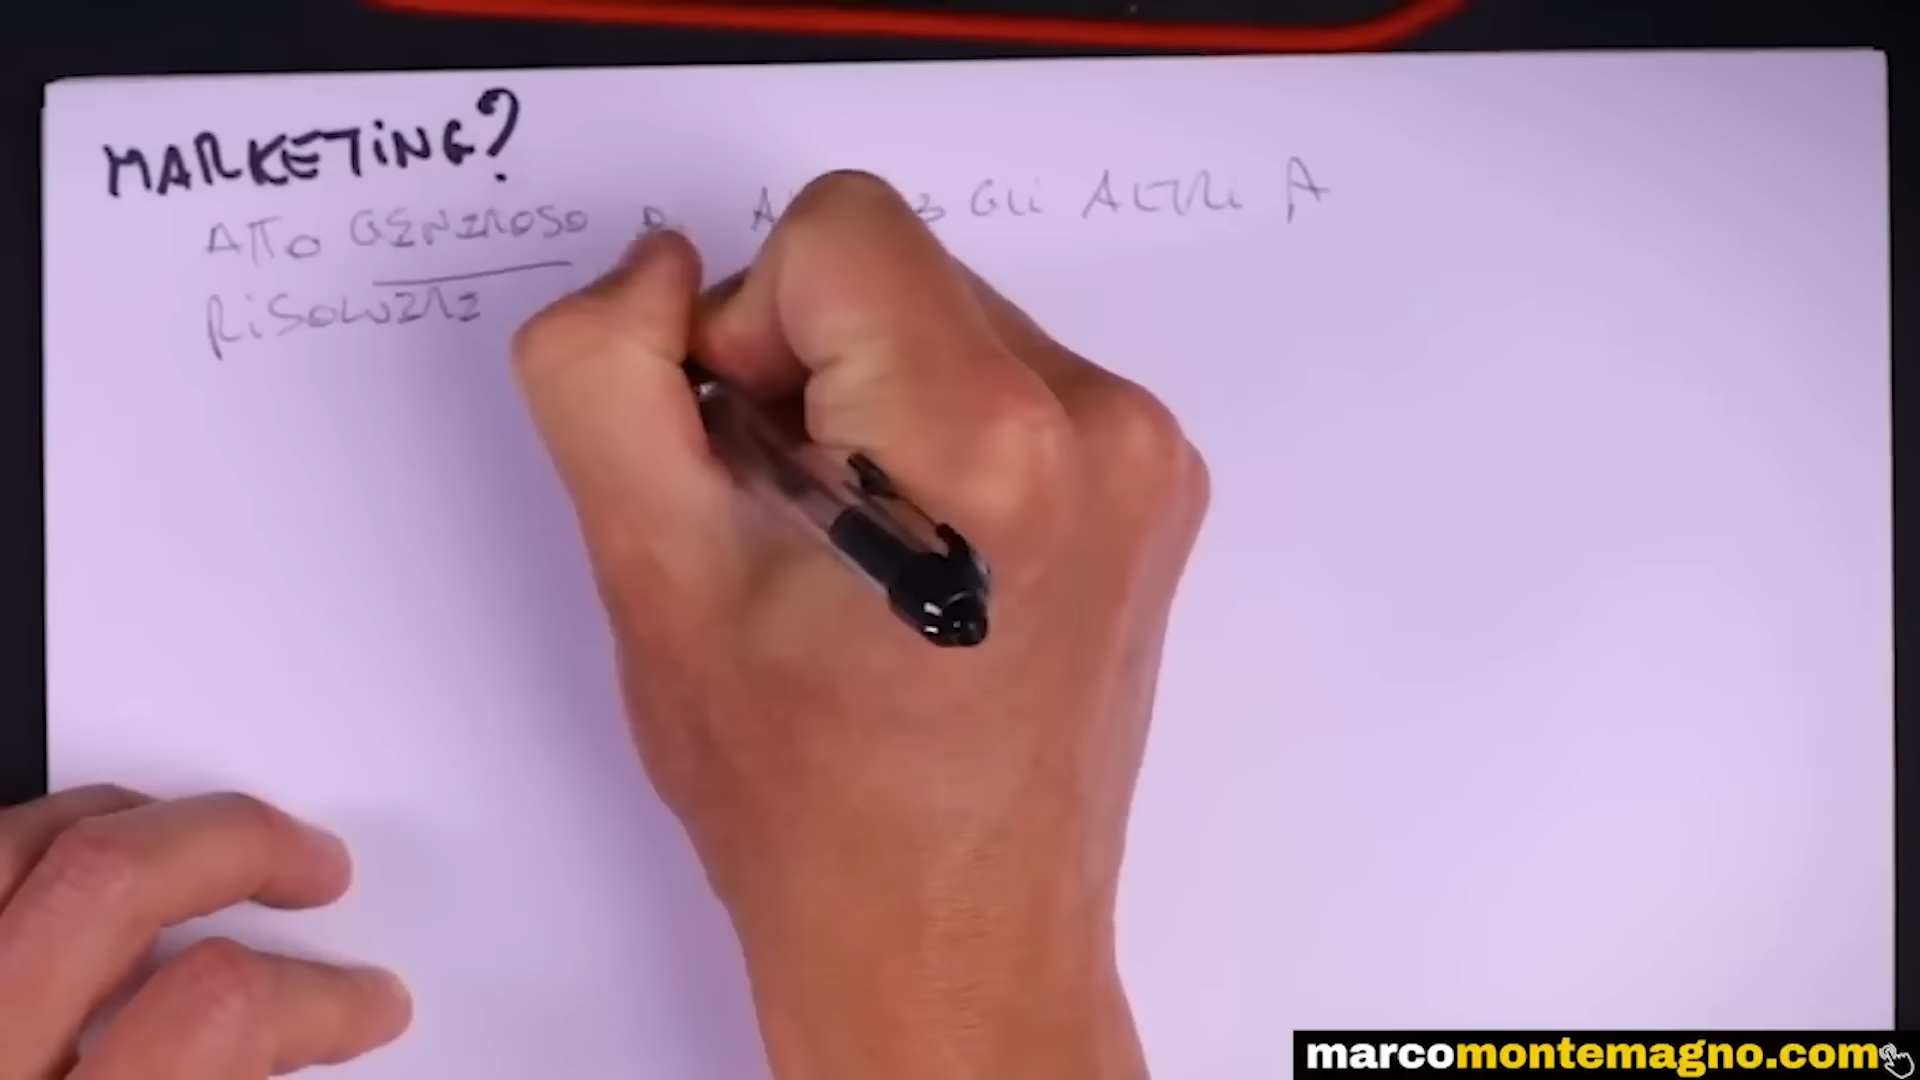 MARKETiNG?
ATTO GENEROSO GLi ALTRi A
RiSOLVERE
marcomontemagno.com